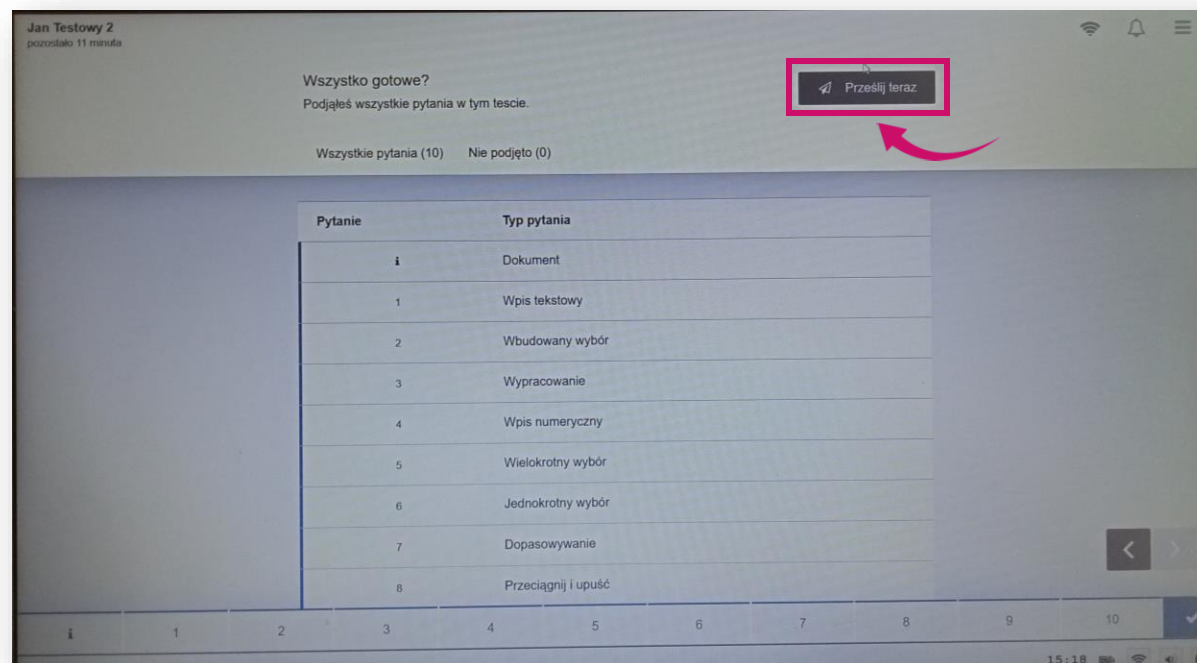 Jan Testowy 2
pozostało 11 minuta
Wszystko gotowe?
Podjąłeś wszystkie pytania w tym teście.
Prześlij teraz
Wszystkie pytania (10) Nie podjęto (0)
Pytanie Typ pytania
i Dokument
1 Wpis tekstowy
2 Wbudowany wybór
3 Wypracowanie
4 Wpis numeryczny
5 Wielokrotny wybór
6 Jednokrotny wybór
7 Dopasowywanie
8 Przeciągnij i upuść
i 1 2 3 4 5 6 7 8 9 10
15:18